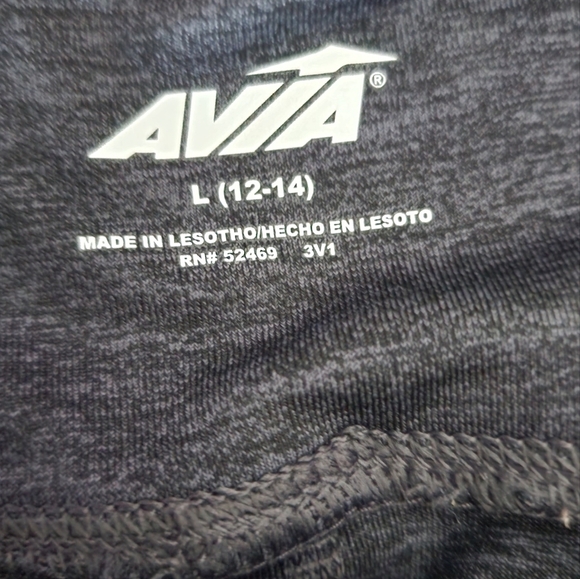 AVIA®
L (12-14)
MADE IN LESOTHO/HECHO EN LESOTO
RN# 52469 3V1